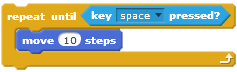 repeat until key space pressed?
move 10 steps